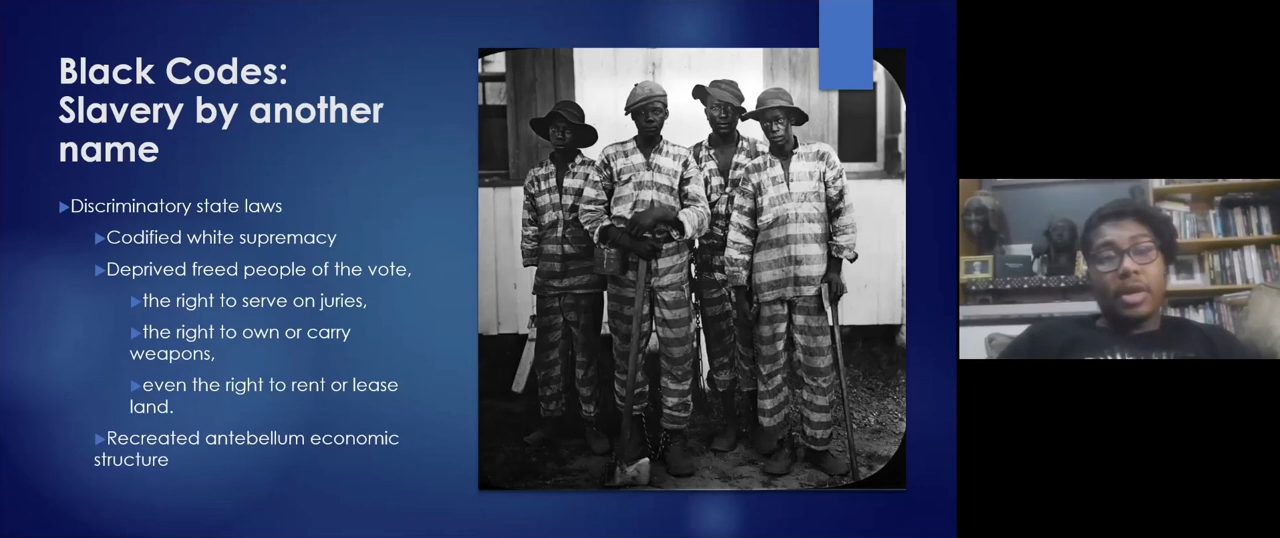 Black Codes:
Slavery by another
name
Discriminatory state laws
Codified white supremacy
Deprived freed people of the vote,
the right to serve on juries,
the right to own or carry
weapons,
even the right to rent or lease
land.
Recreated antebellum economic
structure